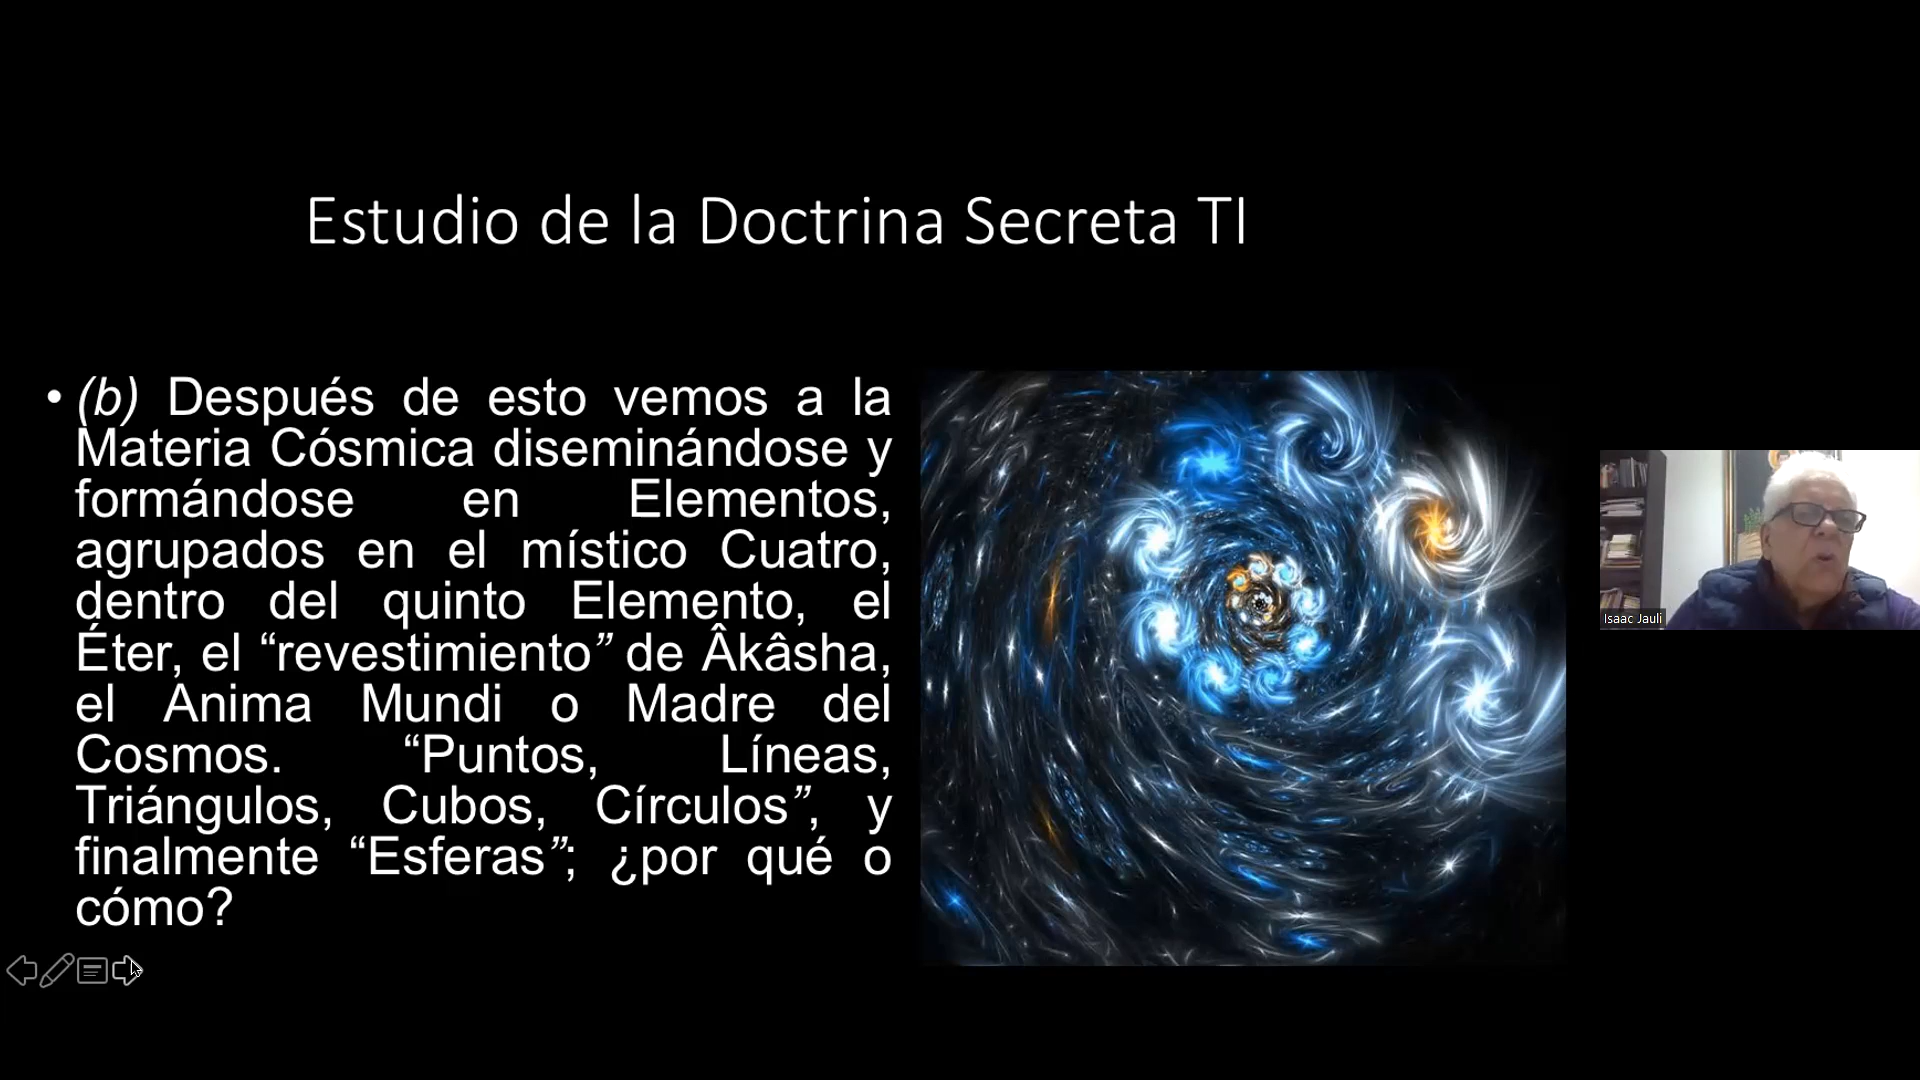 Estudio de la Doctrina Secreta TI
• (b) Después de esto vemos a la
Materia Cósmica diseminándose y
formándose en Elementos,
agrupados en el místico Cuatro,
dentro del quinto Elemento, el
Éter, el “revestimiento” de Âkâsha,
el Anima Mundi o Madre del
Cosmos. “Puntos, Líneas,
Triángulos, Cubos, Círculos”, y
finalmente “Esferas”; ¿por qué o
cómo?
Isaac Jauli